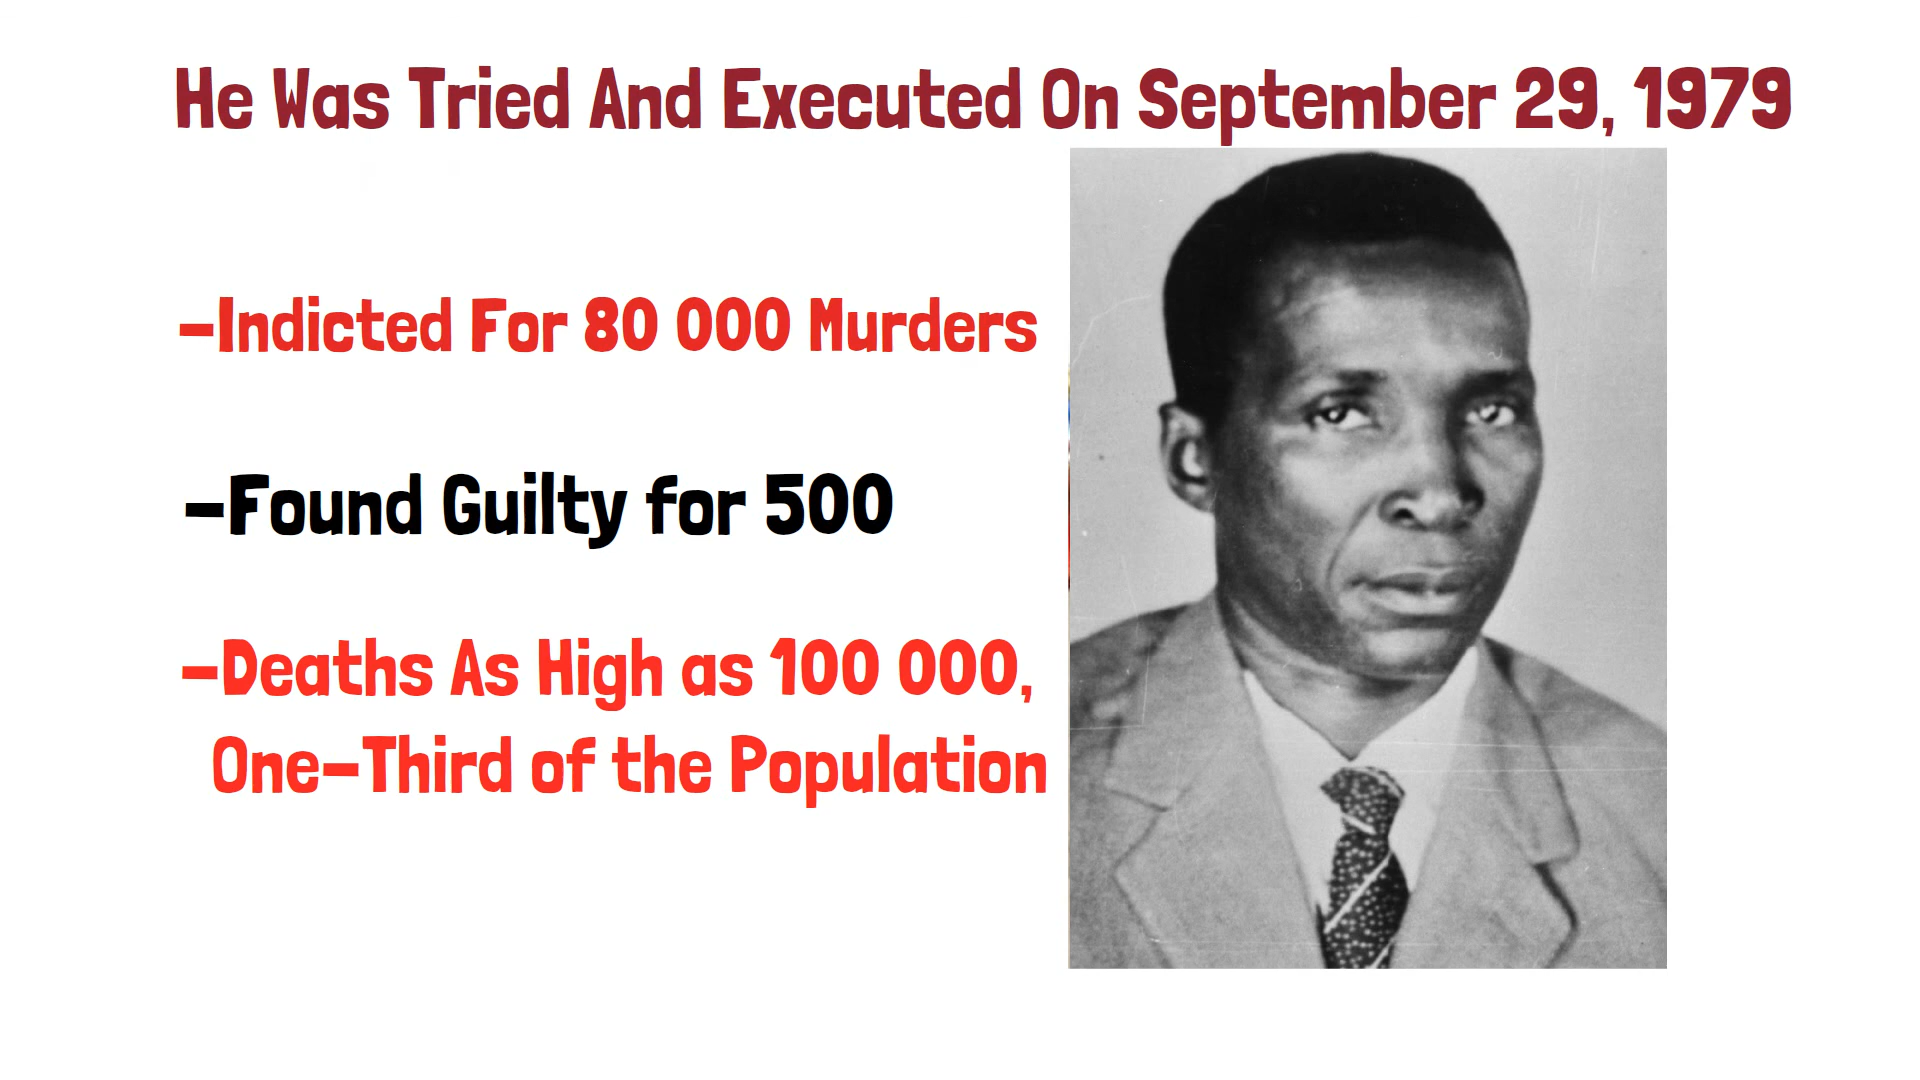 He Was Tried And Executed On September 29, 1979
-Indicted For 80 000 Murders
-Found Guilty for 500
-Deaths As High as 100 000,
One-Third of the Population